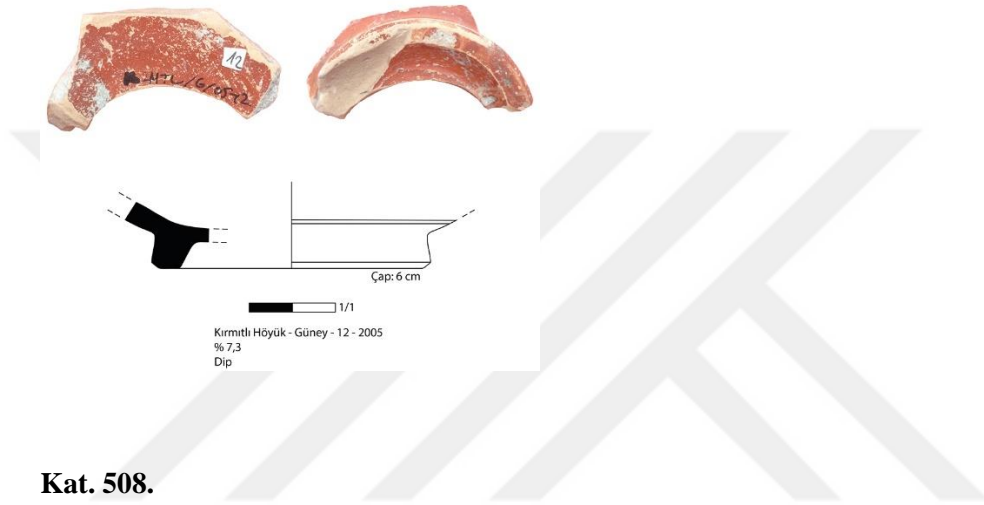 12
Çap: 6 cm
1/1
Kırmıtlı Höyük - Güney - 12 - 2005
% 7,3
Dip
Kat. 508.